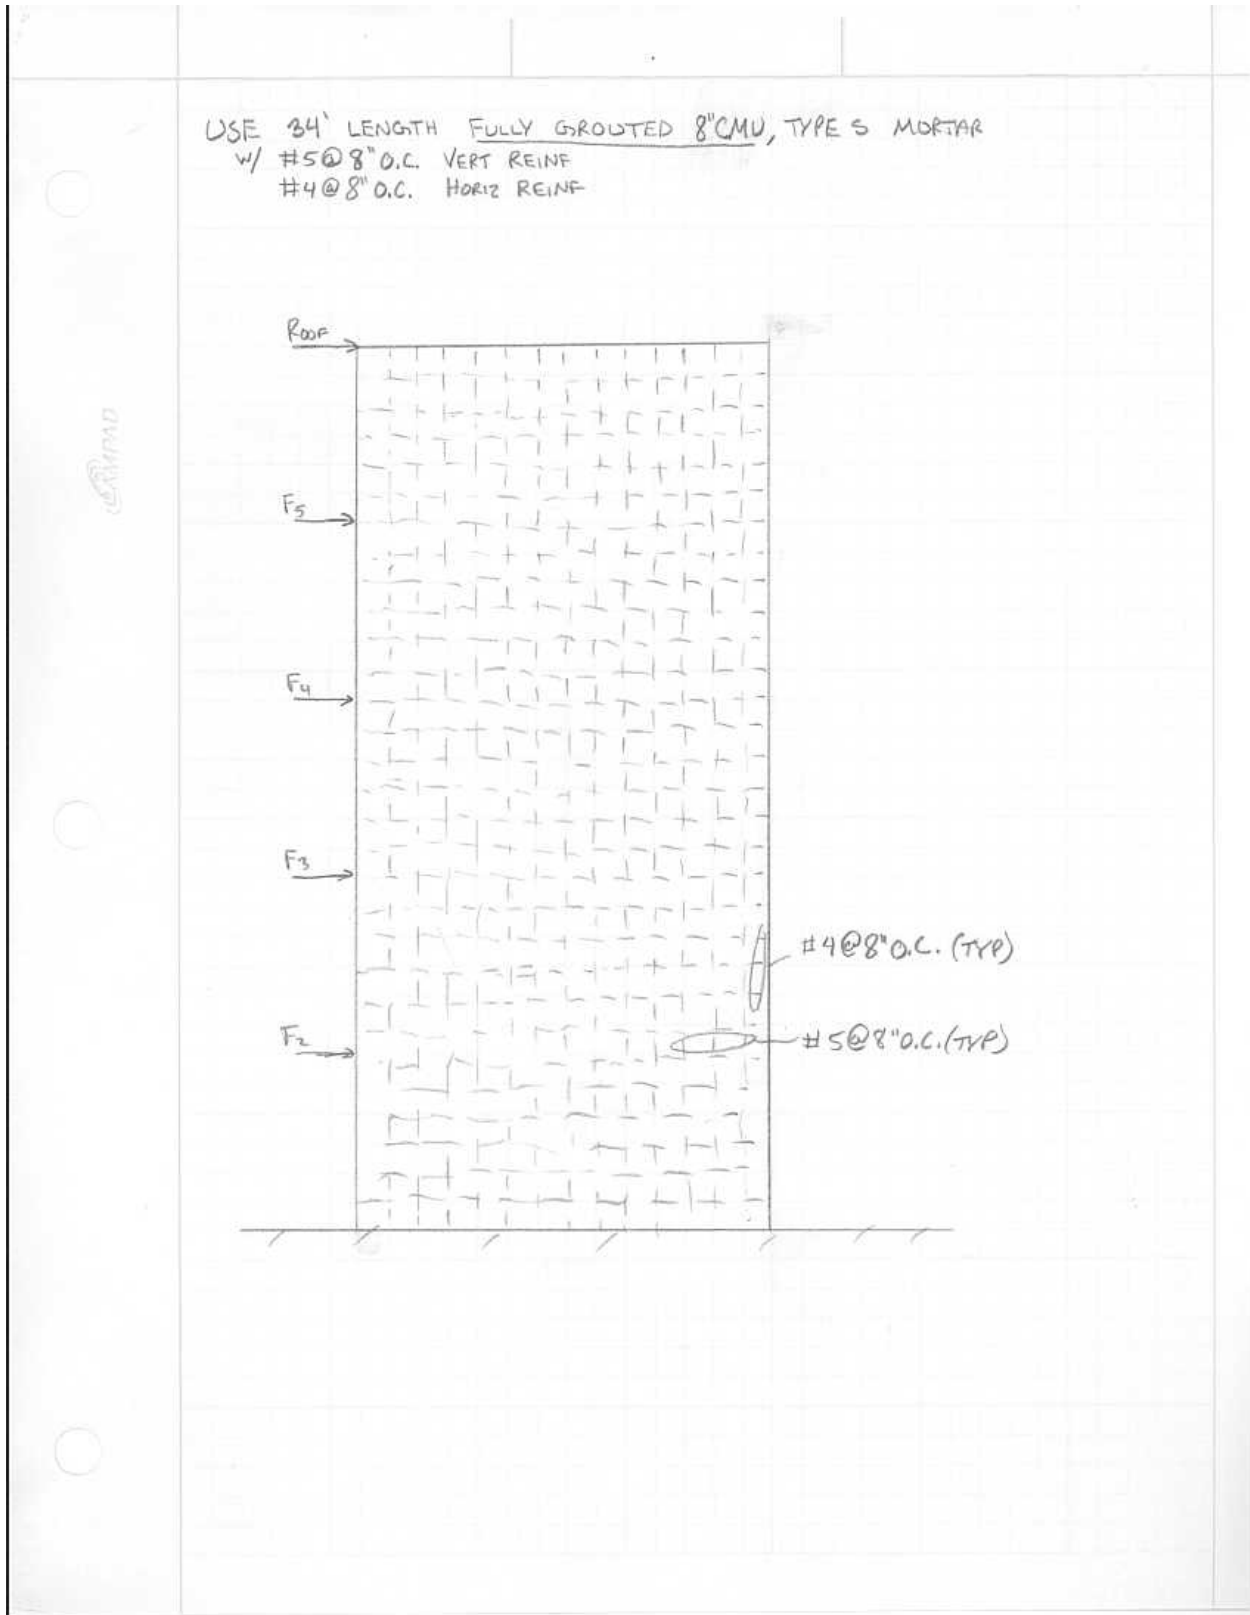 USE 34' LENGTH FULLY GROUTED 8"CMU, TYPE S MORTAR
W/ #5@8"O.C. VERT REINF
#4@8"O.C. HORIZ REINF
ROOF
AMPAD
F5
F4
F3
#4@8"O.C. (TYP)
F2
#5@8"O.C. (TYP)